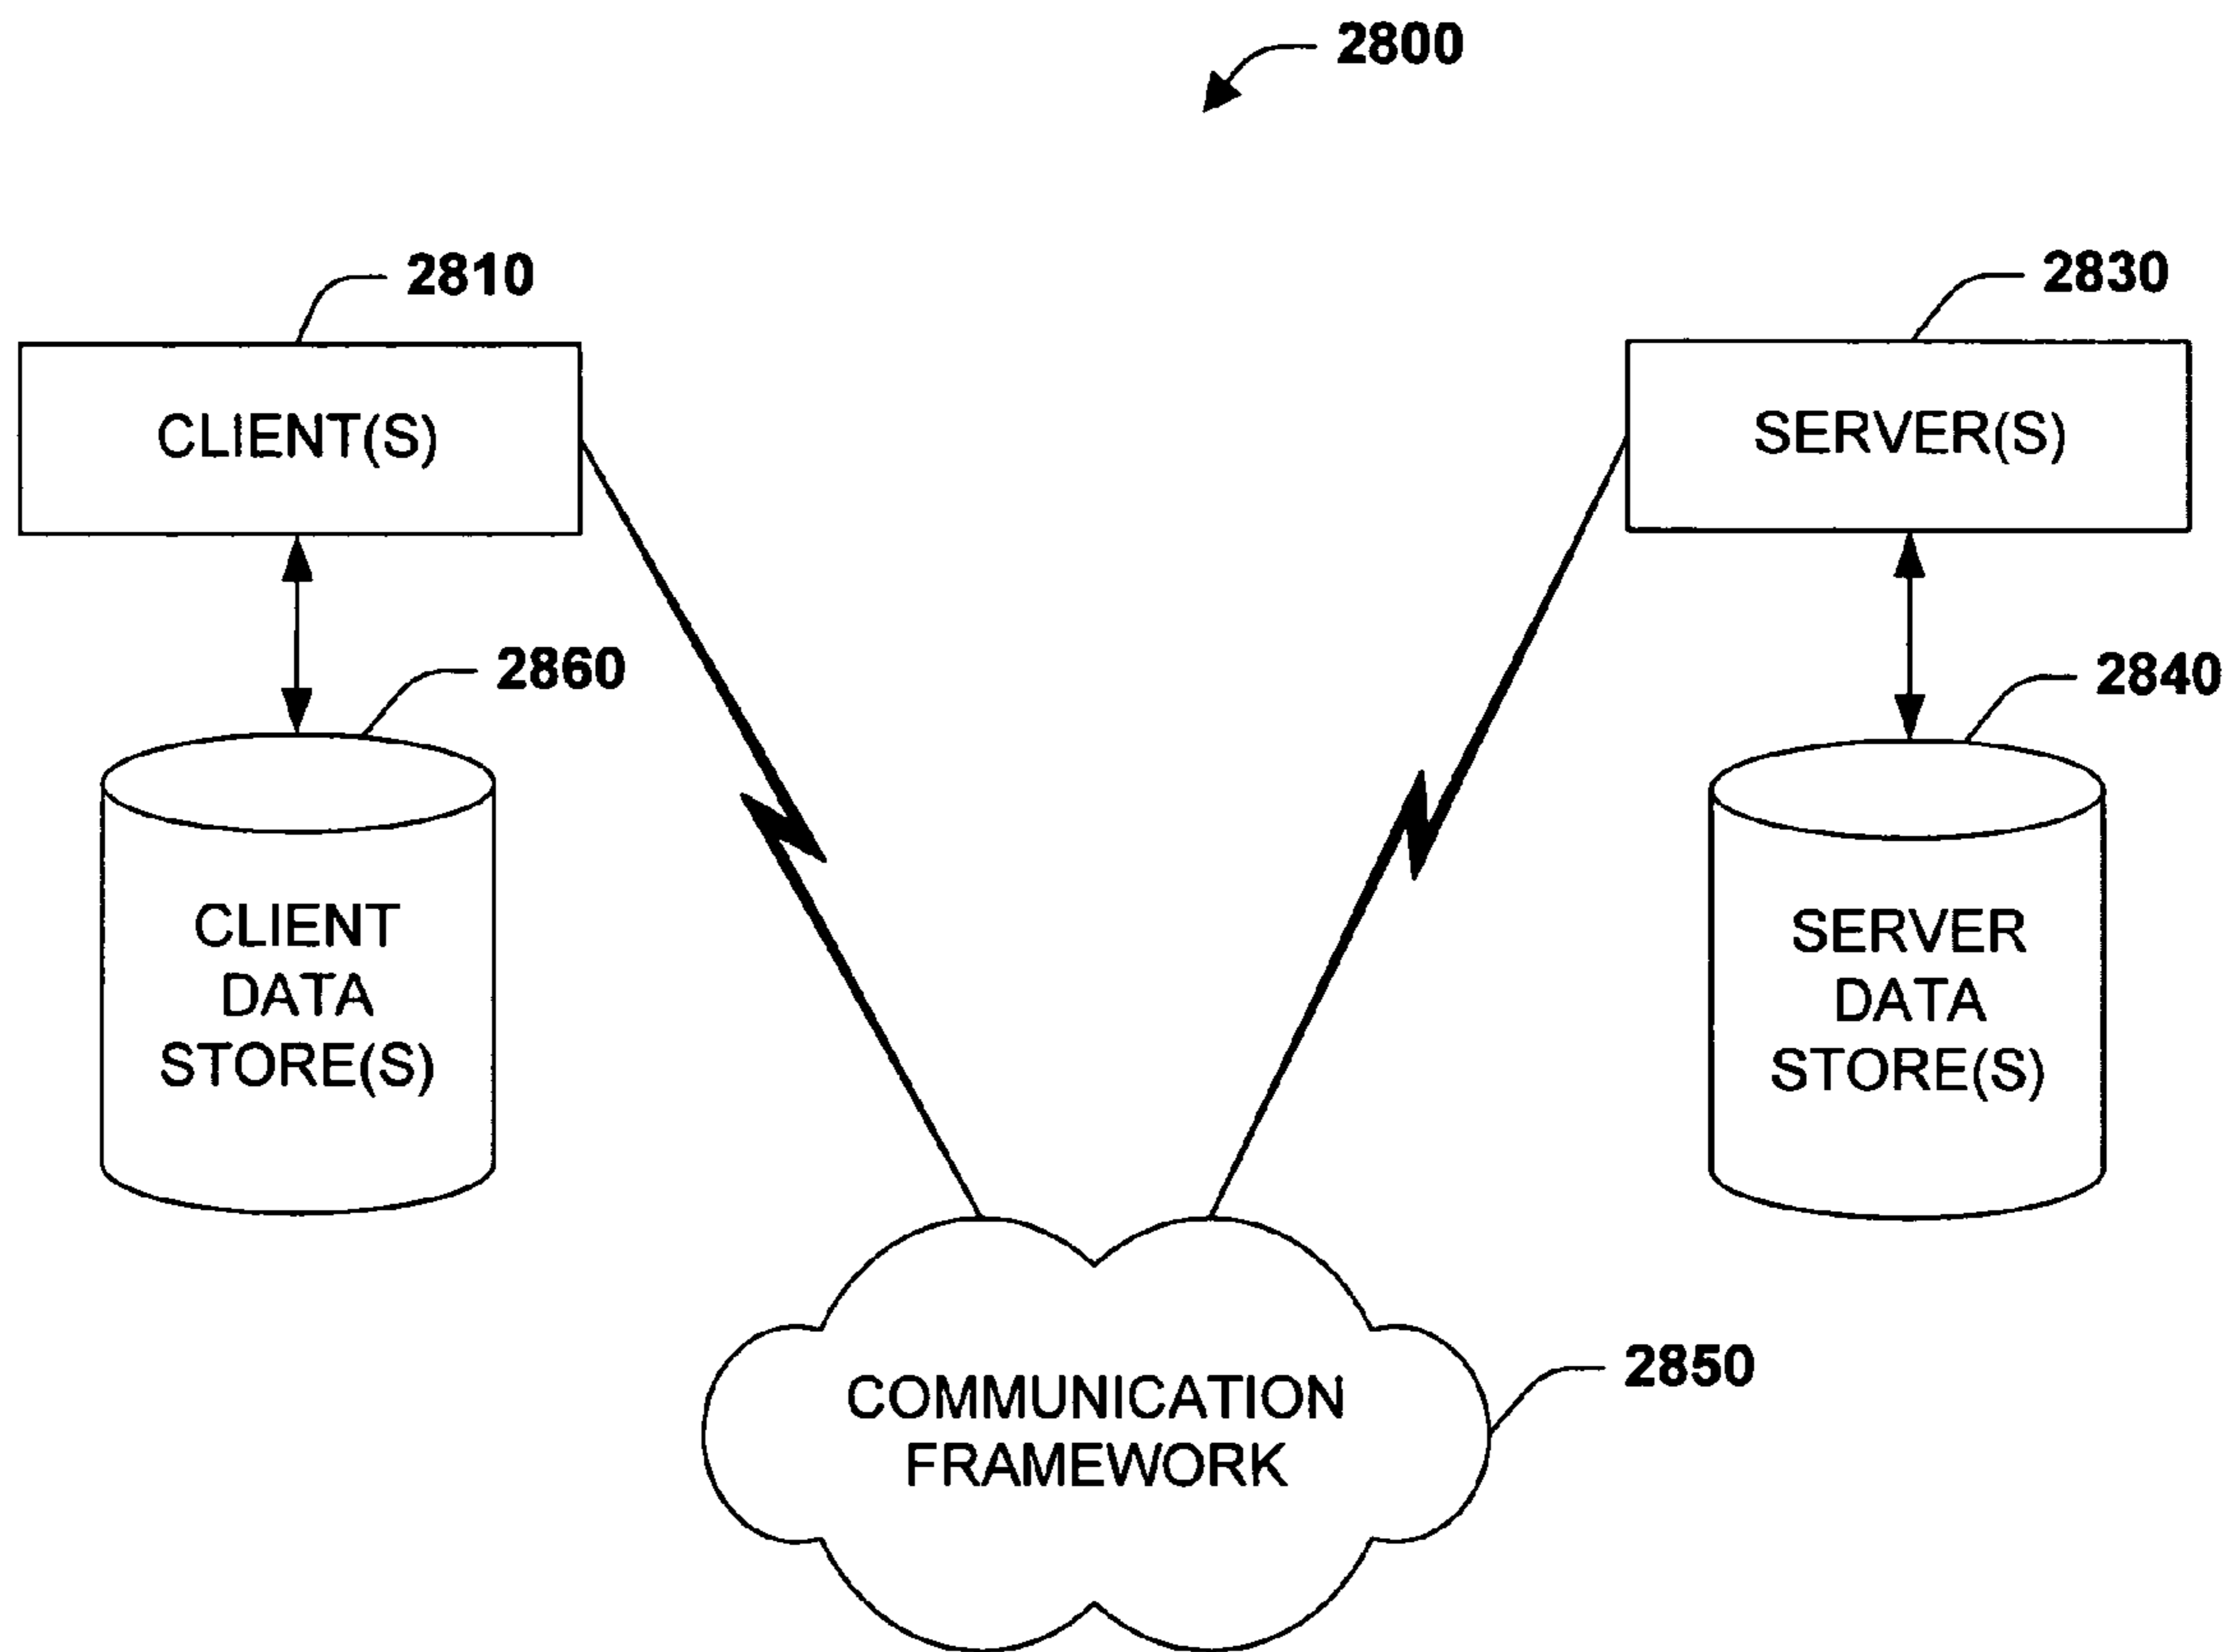 2800
2810
2830
CLIENT(S)
SERVER(S)
2860
2840
CLIENT
DATA
STORE(S)
SERVER
DATA
STORE(S)
2850
COMMUNICATION
FRAMEWORK